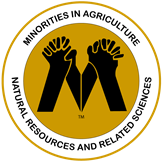 MINORITIES IN AGRICULTURE
NATURAL RESOURCES AND RELATED SCIENCES
TM